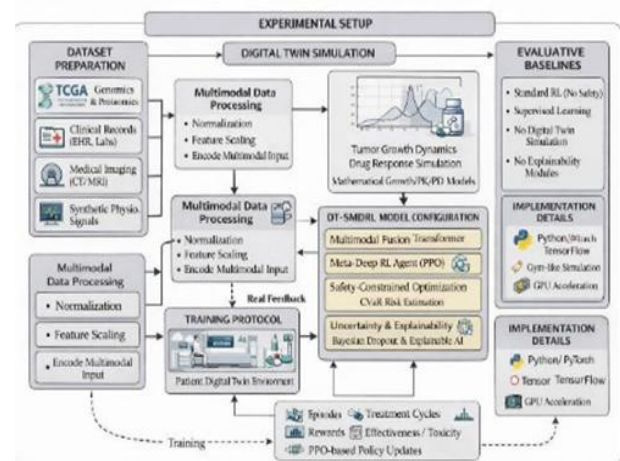 EXPERIMENTAL SETUP
DATASET
PREPARATION
TCGA Genomics
& Proteomics
Clinical Records
(EHR, Labs)
Medical Imaging
(CT/MRI)
Synthetic Physio.
Signals
DIGITAL TWIN SIMULATION
Multimodal Data
Processing
• Normalization
• Feature Scaling
• Encode Multimodal Input
Tumor Growth Dynamics
Drug Response Simulation
Mathematical Growth/PK/PD Models
EVALUATIVE
BASELINES
• Standard RL (No Safety)
• Supervised Learning
• No Digital Twin
Simulation
• No Explainability
Modules
IMPLEMENTATION
DETAILS
Python/
TensorFlow
Gym-like Simulation
GPU Acceleration
Multimodal Data
Processing
• Normalization
• Feature Scaling
• Encode Multimodal Input
DT-SMDRL MODEL CONFIGURATION
Multimodal Fusion Transformer
Meta-Deep RL Agent (PPO)
Safety-Constrained Optimization
CVaR Risk Estimation
Uncertainty & Explainability
Bayesian Dropout & Explainable AI
Multimodal
Data Processing
• Normalization
• Feature Scaling
• Encode Multimodal
Input
Real Feedback
TRAINING PROTOCOL
Patient Digital Twin Environment
IMPLEMENTATION
DETAILS
Python/ PyTorch
Tensor TensurFlow
GPU Acceleration
Training
Episodes Treatment Cycles
Rewards Effectiveness / Toxicity
PPO-based Policy Updates